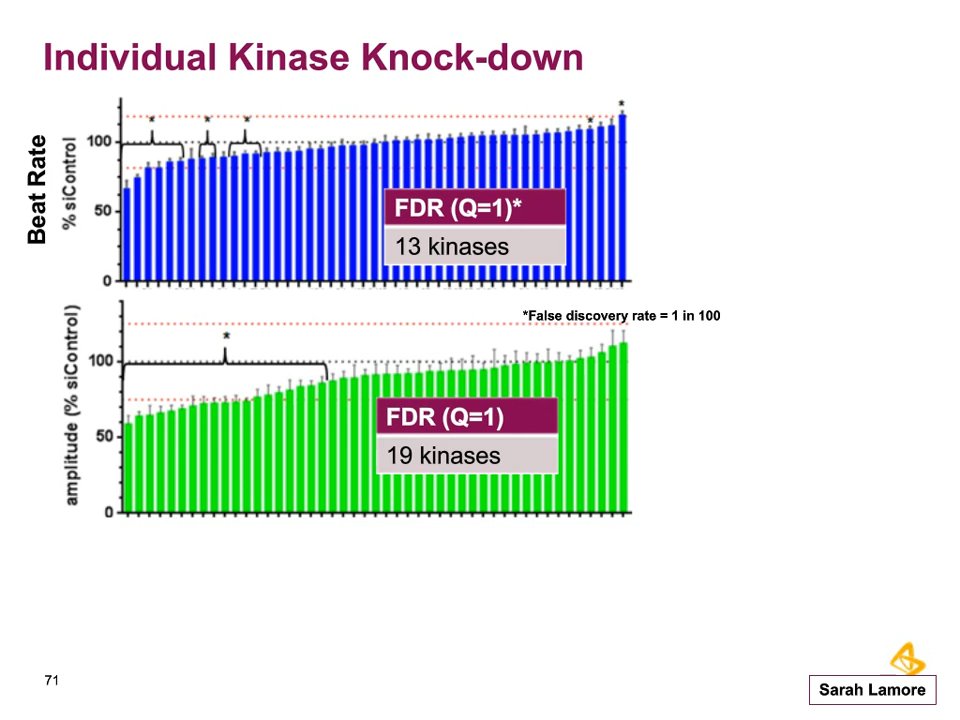 Individual Kinase Knock-down
Beat Rate
% siControl
100
50
0
* * * * *
FDR (Q=1)*
13 kinases
*False discovery rate = 1 in 100
amplitude (% siControl)
100
50
0
*
FDR (Q=1)
19 kinases
71
Sarah Lamore